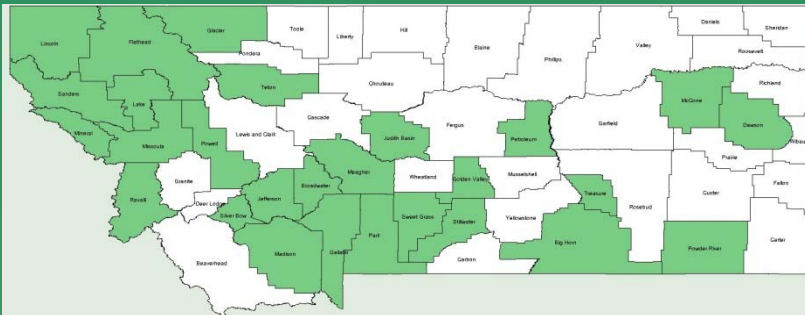 Lincoln
Flathead
Glacier
Toole
Liberty
Hill
Blaine
Phillips
Valley
Daniels
Sheridan
Roosevelt
Pondera
Teton
Chouteau
Richland
Sanders
Lake
McCone
Dawson
Mineral
Missoula
Powell
Lewis and Clark
Cascade
Judith Basin
Fergus
Petroleum
Garfield
Wibaux
Prairie
Granite
Meagher
Wheatland
Golden Valley
Musselshell
Treasure
Rosebud
Custer
Fallon
Ravalli
Deer Lodge
Silver Bow
Jefferson
Broadwater
Sweet Grass
Stillwater
Yellowstone
Beaverhead
Madison
Gallatin
Park
Carbon
Big Horn
Powder River
Carter